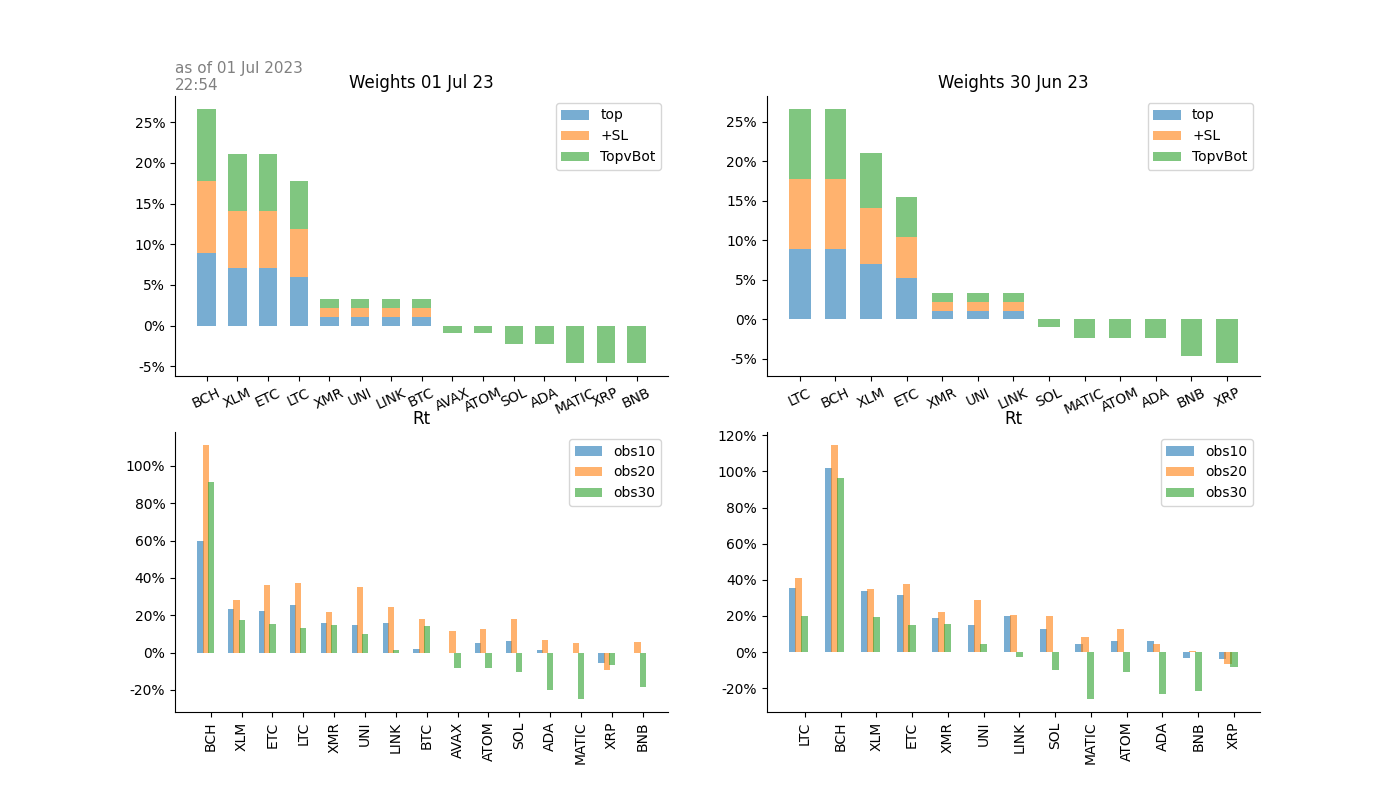 as of 01 Jul 2023
22:54
Weights 01 Jul 23
25%
20%
15%
10%
5%
0%
-5%
top
+SL
TopvBot
BCH XLM ETC LTC XMR UNI LINK BTC AVAX ATOM SOL ADA MATIC XRP BNB
Weights 30 Jun 23
25%
20%
15%
10%
5%
0%
-5%
top
+SL
TopvBot
LTC BCH XLM ETC XMR UNI LINK SOL MATIC ATOM ADA BNB XRP
Rt
100%
80%
60%
40%
20%
0%
-20%
obs10
obs20
obs30
BCH XLM ETC LTC XMR UNI LINK BTC AVAX ATOM SOL ADA MATIC XRP BNB
Rt
120%
100%
80%
60%
40%
20%
0%
-20%
obs10
obs20
obs30
LTC BCH XLM ETC XMR UNI LINK SOL MATIC ATOM ADA BNB XRP